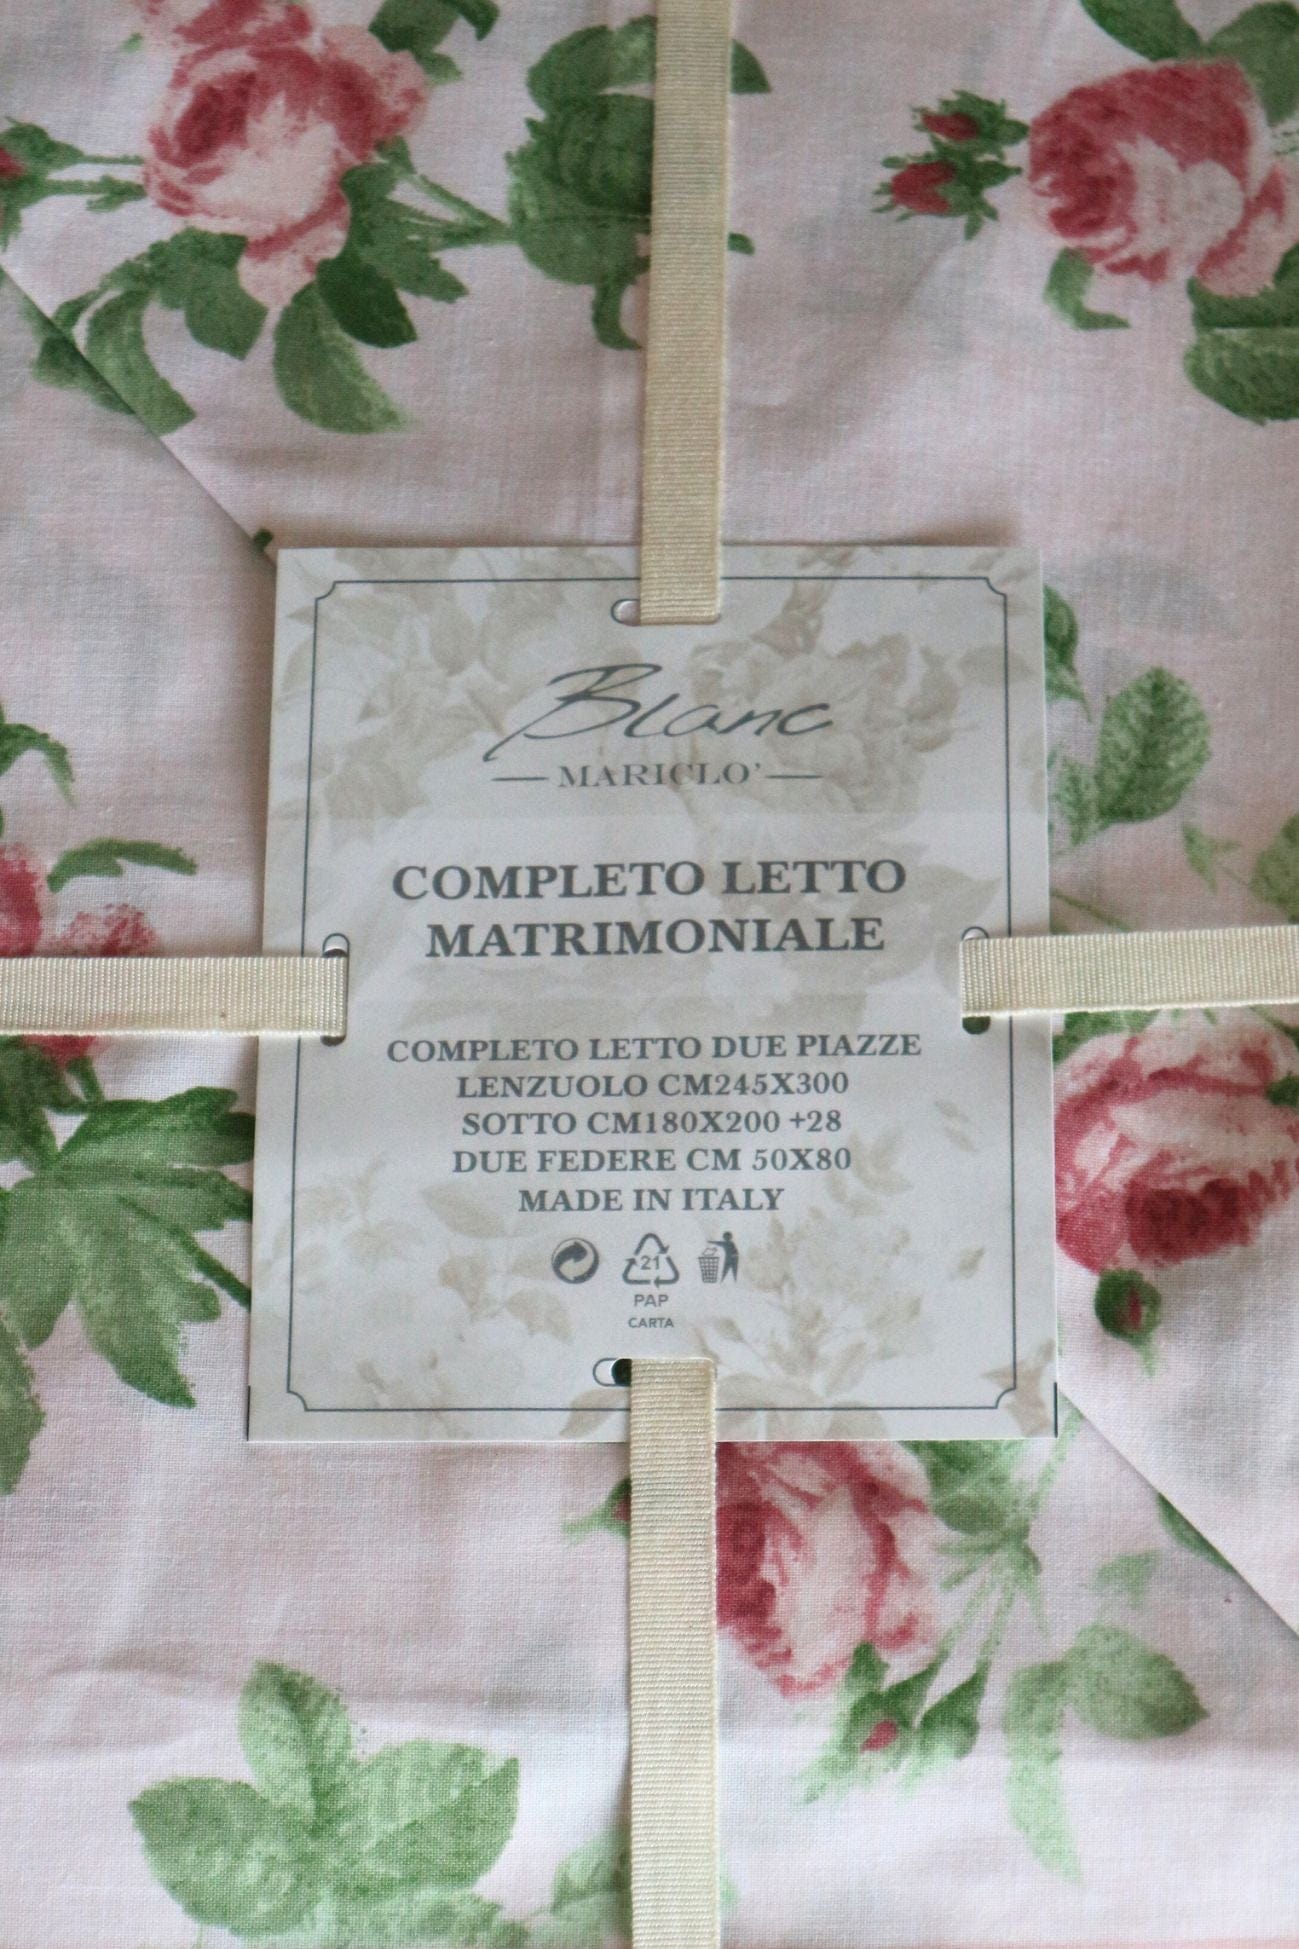 Blanc
MARICLO'
COMPLETO LETTO
MATRIMONIALE
COMPLETO LETTO DUE PIAZZE
LENZUOLO CM245X300
SOTTO CM180X200 +28
DUE FEDERE CM 50X80
MADE IN ITALY
21
PAP
CARTA